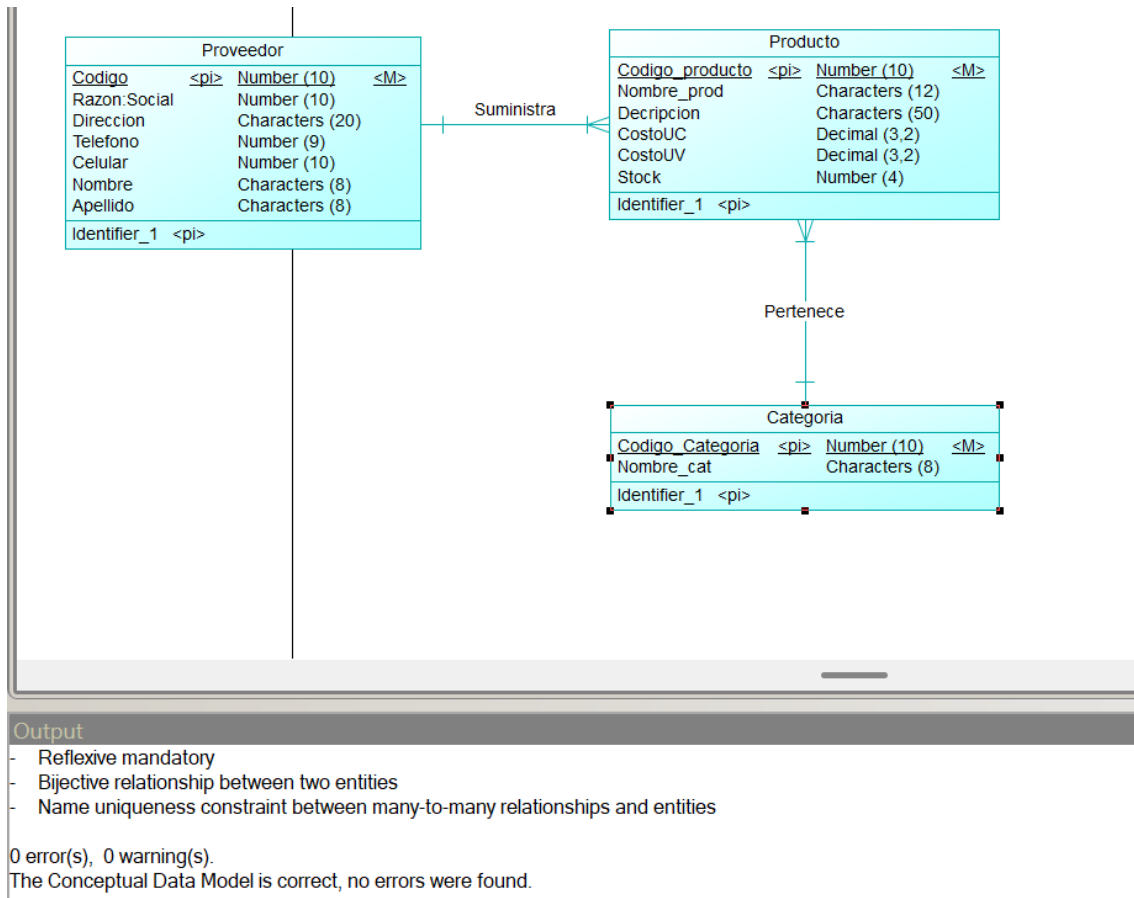 Proveedor
Codigo <pi> Number (10) <M>
Razon:Social Number (10)
Direccion Characters (20)
Telefono Number (9)
Celular Number (10)
Nombre Characters (8)
Apellido Characters (8)
Identifier_1 <pi>
Suministra
Producto
Codigo_producto <pi> Number (10) <M>
Nombre_prod Characters (12)
Decripcion Characters (50)
CostoUC Decimal (3,2)
CostoUV Decimal (3,2)
Stock Number (4)
Identifier_1 <pi>
Pertenece
Categoria
Codigo_Categoria <pi> Number (10) <M>
Nombre_cat Characters (8)
Identifier_1 <pi>
Output
- Reflexive mandatory
- Bijective relationship between two entities
- Name uniqueness constraint between many-to-many relationships and entities
0 error(s), 0 warning(s).
The Conceptual Data Model is correct, no errors were found.